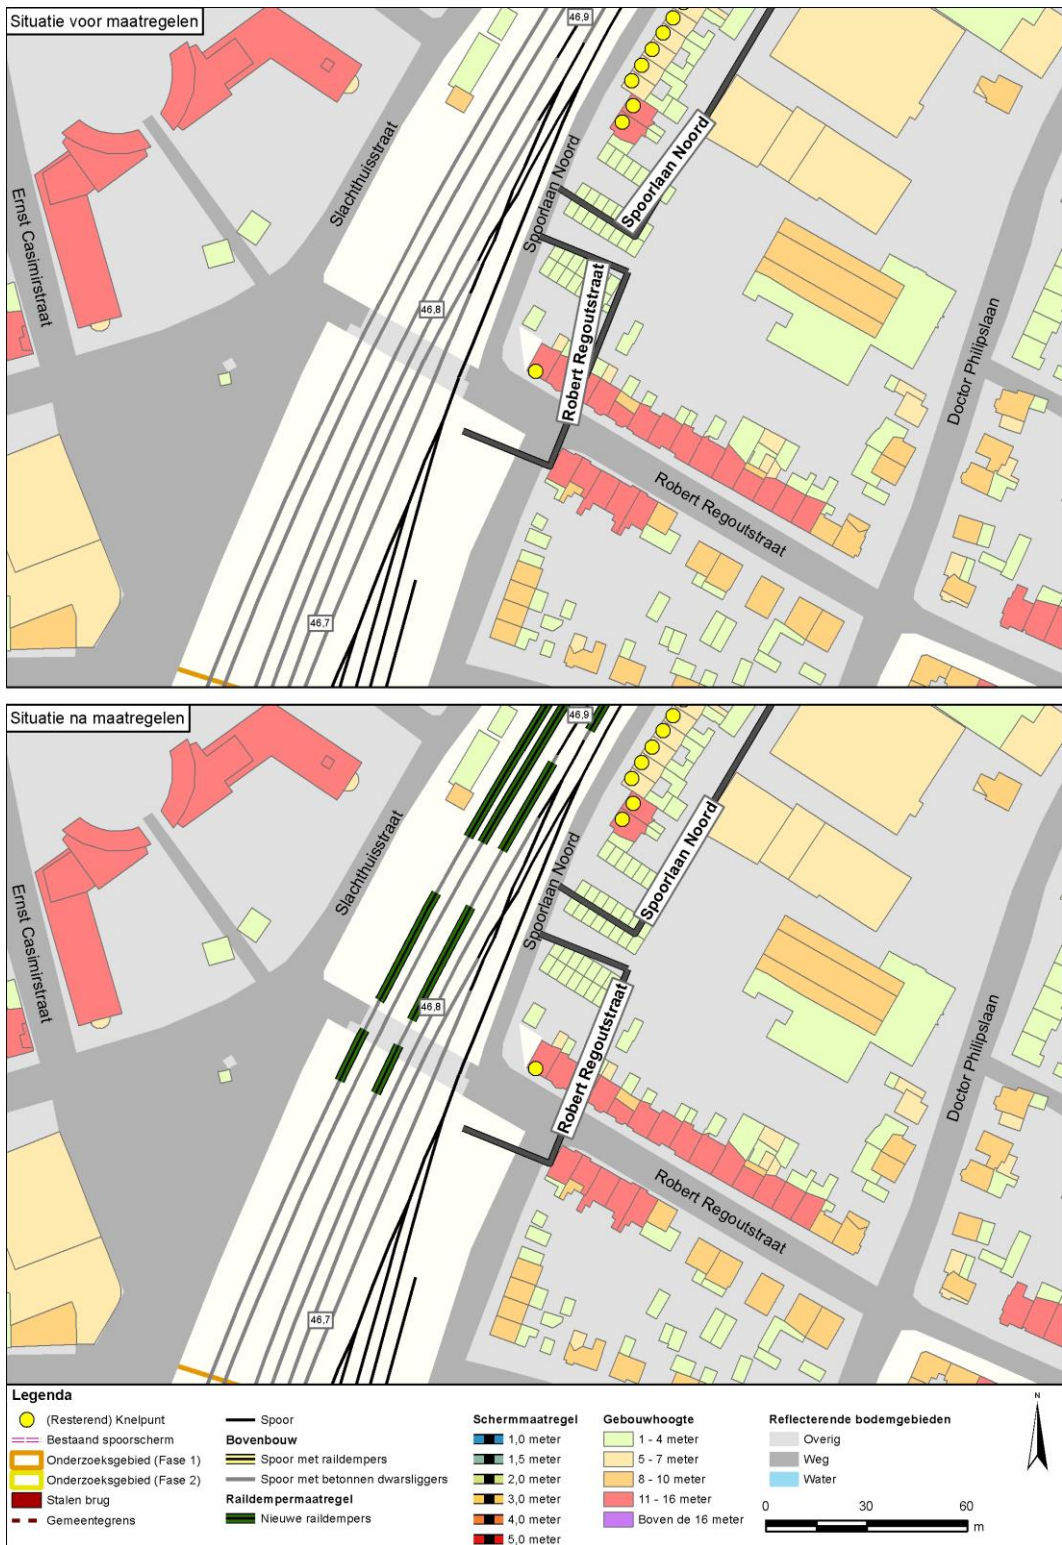 Situatie voor maatregelen
46,9
Ernst Casimirstraat
Slachthuisstraat
Spoorlaan Noord
Spoorlaan Noord
46,8
Robert Regoutstraat
Doctor Philipslaan
Robert Regoutstraat
46,7
Situatie na maatregelen
46,9
Ernst Casimirstraat
Slachthuisstraat
Spoorlaan Noord
Spoorlaan Noord
46,8
Robert Regoutstraat
Doctor Philipslaan
Robert Regoutstraat
46,7
Legenda
(Resterend) Knelpunt
Bestaand spoorscherm
Onderzoeksgebied (Fase 1)
Onderzoeksgebied (Fase 2)
Stalen brug
Gemeentegrens
Spoor
Bovenbouw
Spoor met raildempers
Spoor met betonnen dwarsliggers
Raildempermaatregel
Nieuwe raildempers
Schermmaatregel
1,0 meter
1,5 meter
2,0 meter
3,0 meter
4,0 meter
5,0 meter
Gebouwhoogte
1 - 4 meter
5 - 7 meter
8 - 10 meter
11 - 16 meter
Boven de 16 meter
Reflecterende bodemgebieden
Overig
Weg
Water
N
0 30 60
m